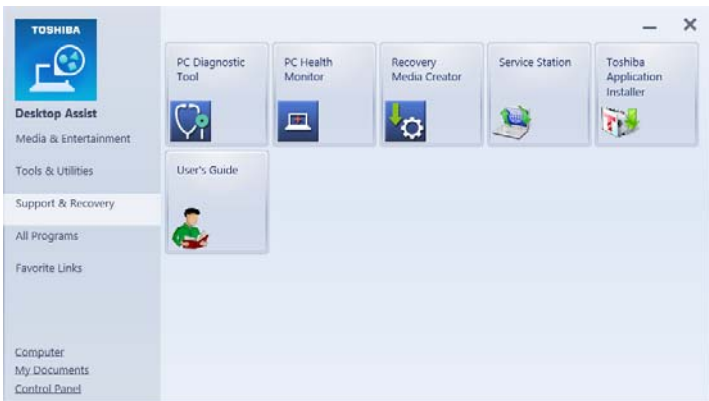 TOSHIBA
Desktop Assist
Media & Entertainment
Tools & Utilities
Support & Recovery
All Programs
Favorite Links
Computer
My Documents
Control Panel
PC Diagnostic
Tool
PC Health
Monitor
Recovery
Media Creator
Service Station
Toshiba
Application
Installer
User's Guide